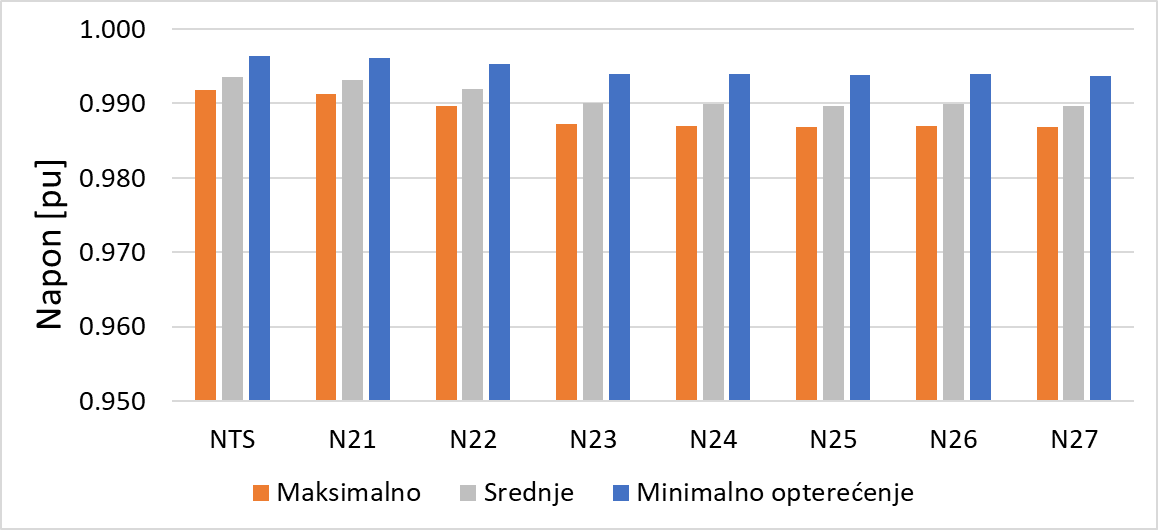 1.000
0.990
0.980
0.970
0.960
0.950
Napon [pu]
NTS N21 N22 N23 N24 N25 N26 N27
Maksimalno Srednje Minimalno opterećenje